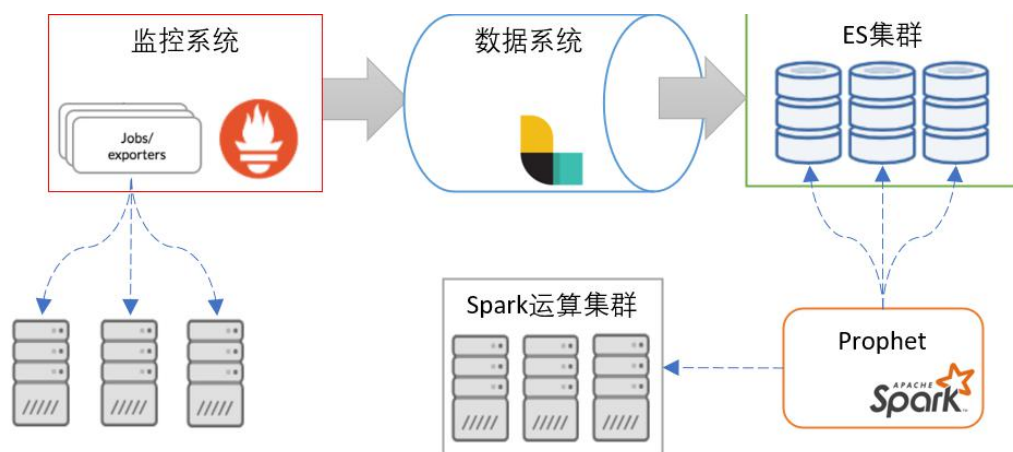 监控系统
数据系统
ES集群
Jobs/
exporters
Spark运算集群
Prophet
APACHE
Spark™